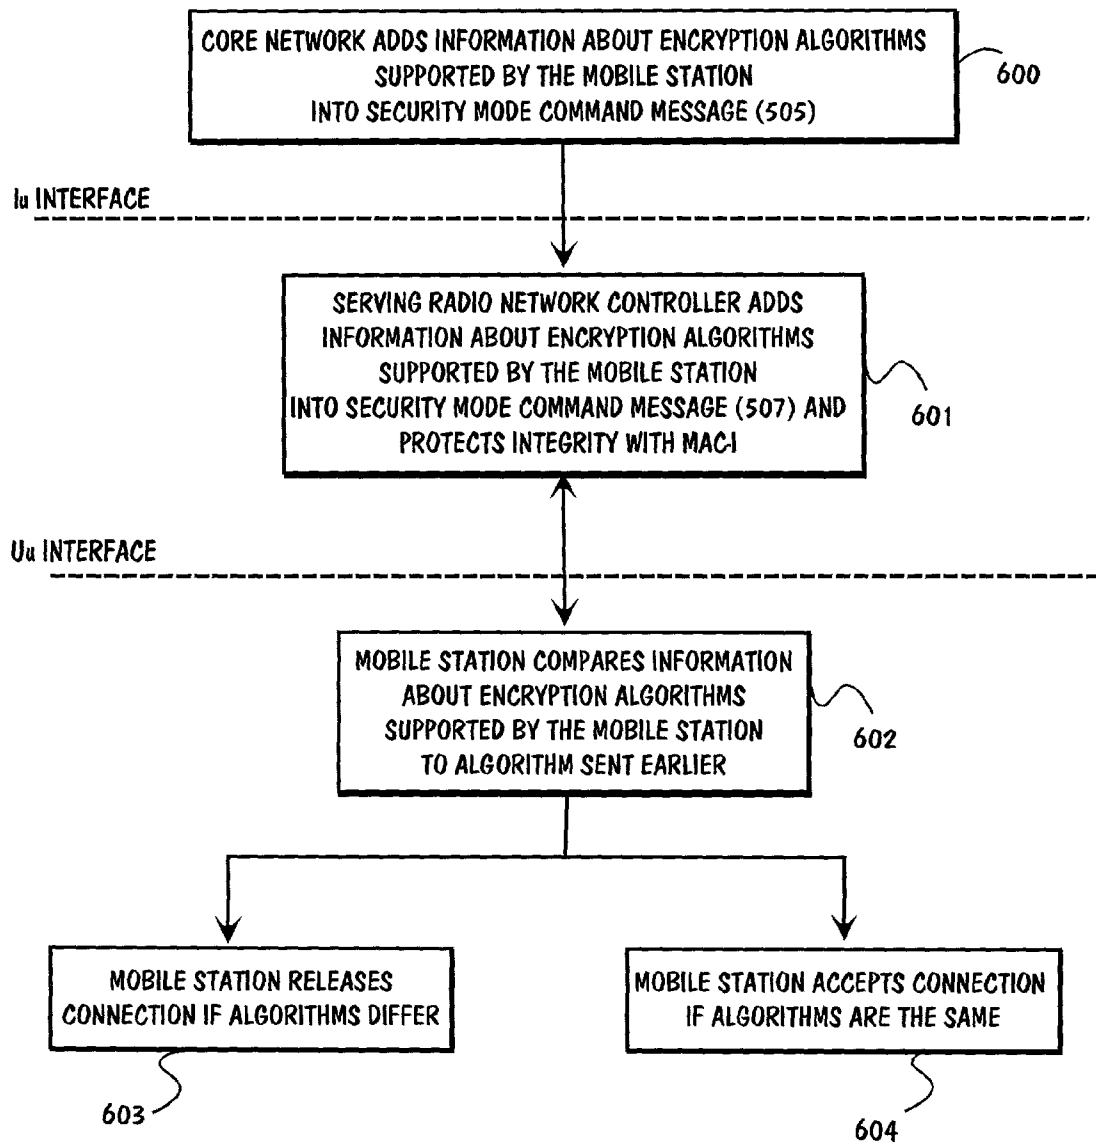 CORE NETWORK ADDS INFORMATION ABOUT ENCRYPTION ALGORITHMS
SUPPORTED BY THE MOBILE STATION
INTO SECURITY MODE COMMAND MESSAGE (505)
600
Iu INTERFACE
SERVING RADIO NETWORK CONTROLLER ADDS
INFORMATION ABOUT ENCRYPTION ALGORITHMS
SUPPORTED BY THE MOBILE STATION
INTO SECURITY MODE COMMAND MESSAGE (507) AND
PROTECTS INTEGRITY WITH MAC-I
601
Uu INTERFACE
MOBILE STATION COMPARES INFORMATION
ABOUT ENCRYPTION ALGORITHMS
SUPPORTED BY THE MOBILE STATION
TO ALGORITHM SENT EARLIER
602
MOBILE STATION RELEASES
CONNECTION IF ALGORITHMS DIFFER
603
MOBILE STATION ACCEPTS CONNECTION
IF ALGORITHMS ARE THE SAME
604